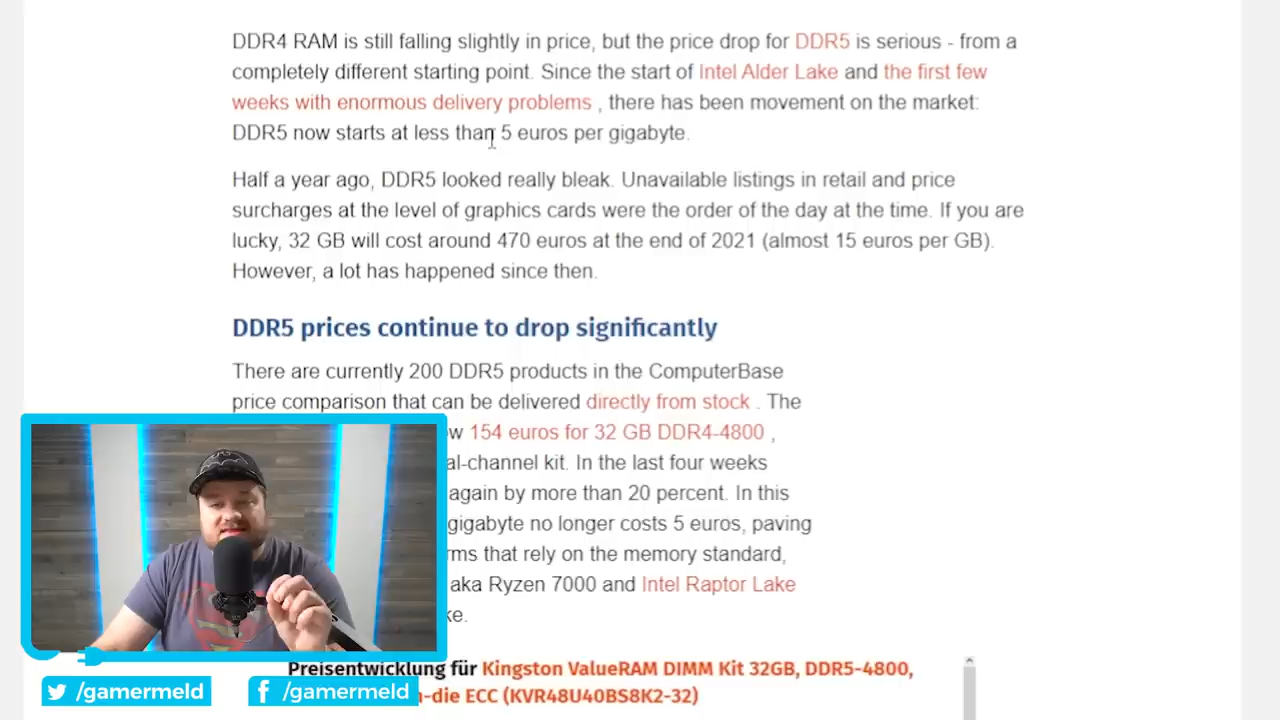 DDR4 RAM is still falling slightly in price, but the price drop for DDR5 is serious - from a
completely different starting point. Since the start of Intel Alder Lake and the first few
weeks with enormous delivery problems , there has been movement on the market:
DDR5 now starts at less than 5 euros per gigabyte.
Half a year ago, DDR5 looked really bleak. Unavailable listings in retail and price
surcharges at the level of graphics cards were the order of the day at the time. If you are
lucky, 32 GB will cost around 470 euros at the end of 2021 (almost 15 euros per GB).
However, a lot has happened since then.
DDR5 prices continue to drop significantly
There are currently 200 DDR5 products in the ComputerBase
price comparison that can be delivered directly from stock . The
154 euros for 32 GB DDR4-4800 ,
kit. In the last four weeks
again by more than 20 percent. In this
gigabyte no longer costs 5 euros, paving
that rely on the memory standard,
aka Ryzen 7000 and Intel Raptor Lake
Preisentwicklung für Kingston ValueRAM DIMM Kit 32GB, DDR5-4800,
-die ECC (KVR48U40BS8K2-32)
/gamermeld
/gamermeld